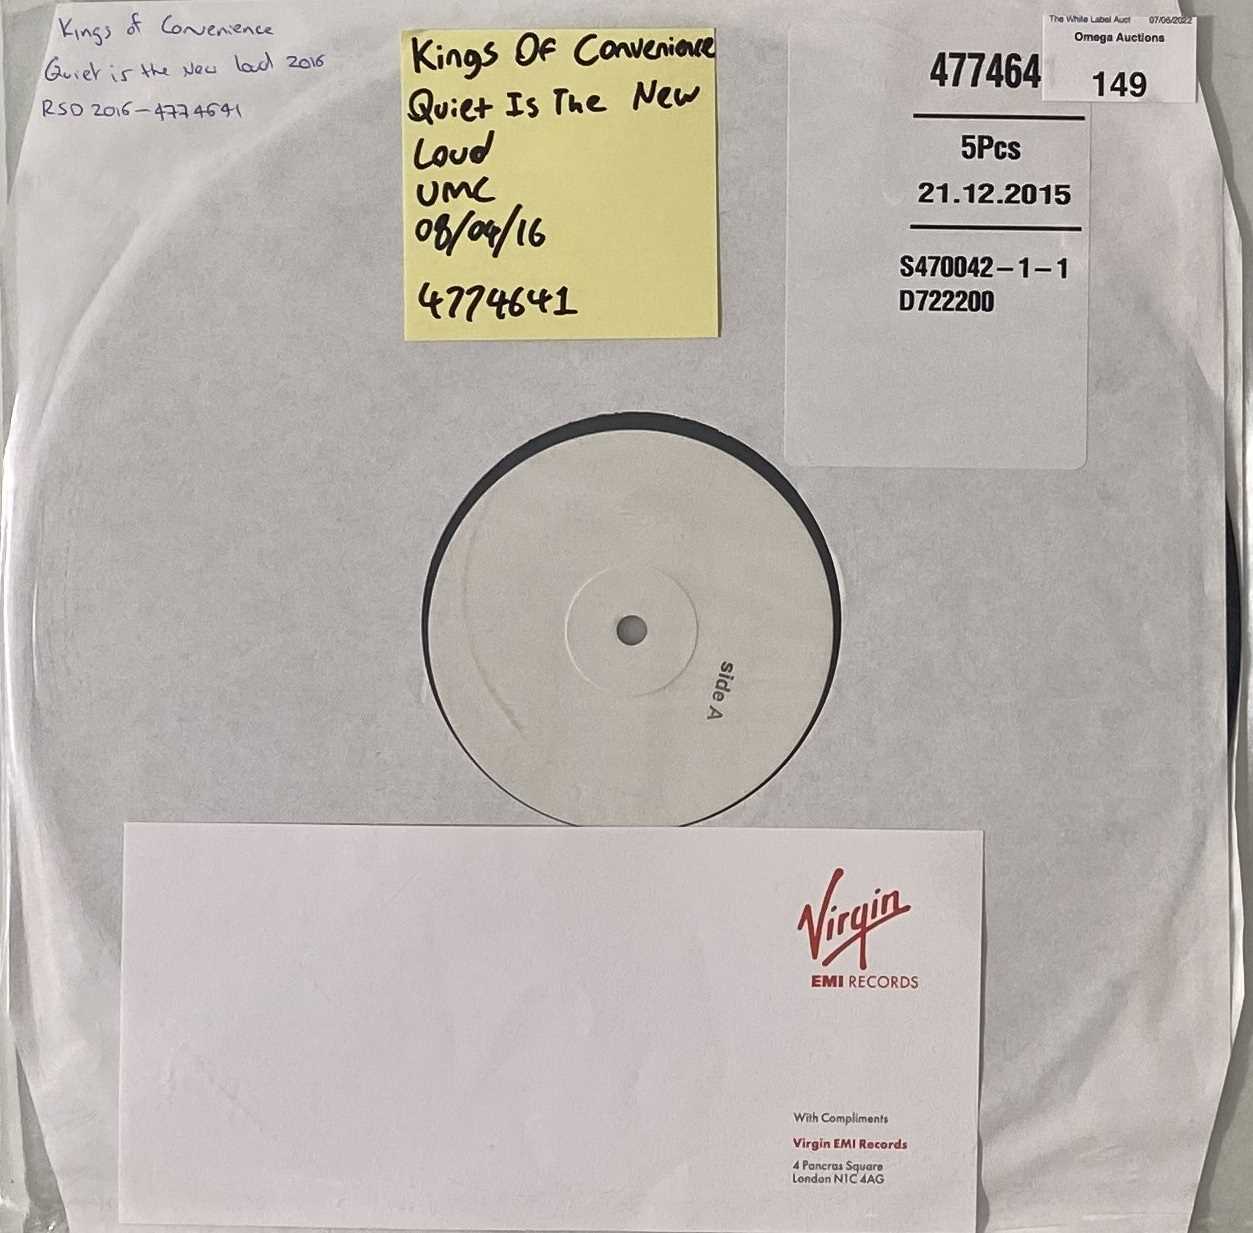 Kings of Convenience
Quiet is the New Loud 2016
RSD 2016-4774641
Kings Of Convenience
Quiet Is The New
Loud
UMC
08/04/16
4774641
477464
5Pcs
21.12.2015
S470042-1-1
D722200
The White Label Auct 07/06/2022
Omega Auctions
149
side A
Virgin
EMI RECORDS
With Compliments
Virgin EMI Records
4 Pancras Square
London N1C 4AG